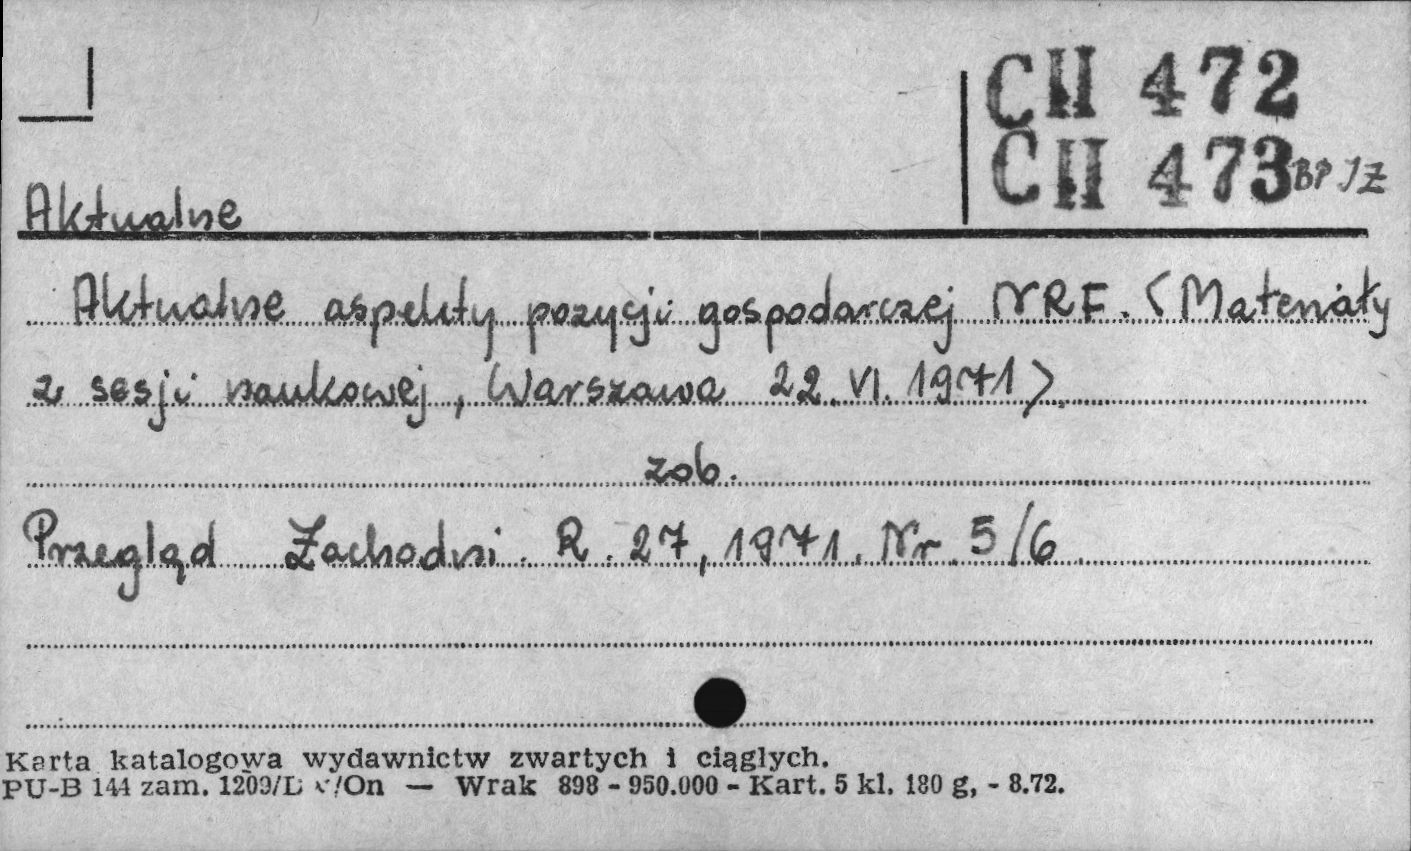 CII 472
CII 473 BP IZ
Aktualne
Aktualne aspekty pozycji gospodarczej NRF. (Materiały
z sesji naukowej, Warszawa 22.VI.1971).
zob.
Przegląd Zachodni. R. 27, 1971. Nr 5/6.
Karta katalogowa wydawnictw zwartych i ciągłych.
PU-B 144 zam. 1209/L /On — Wrak 898 - 950.000 - Kart. 5 kl. 180 g, - 8.72.